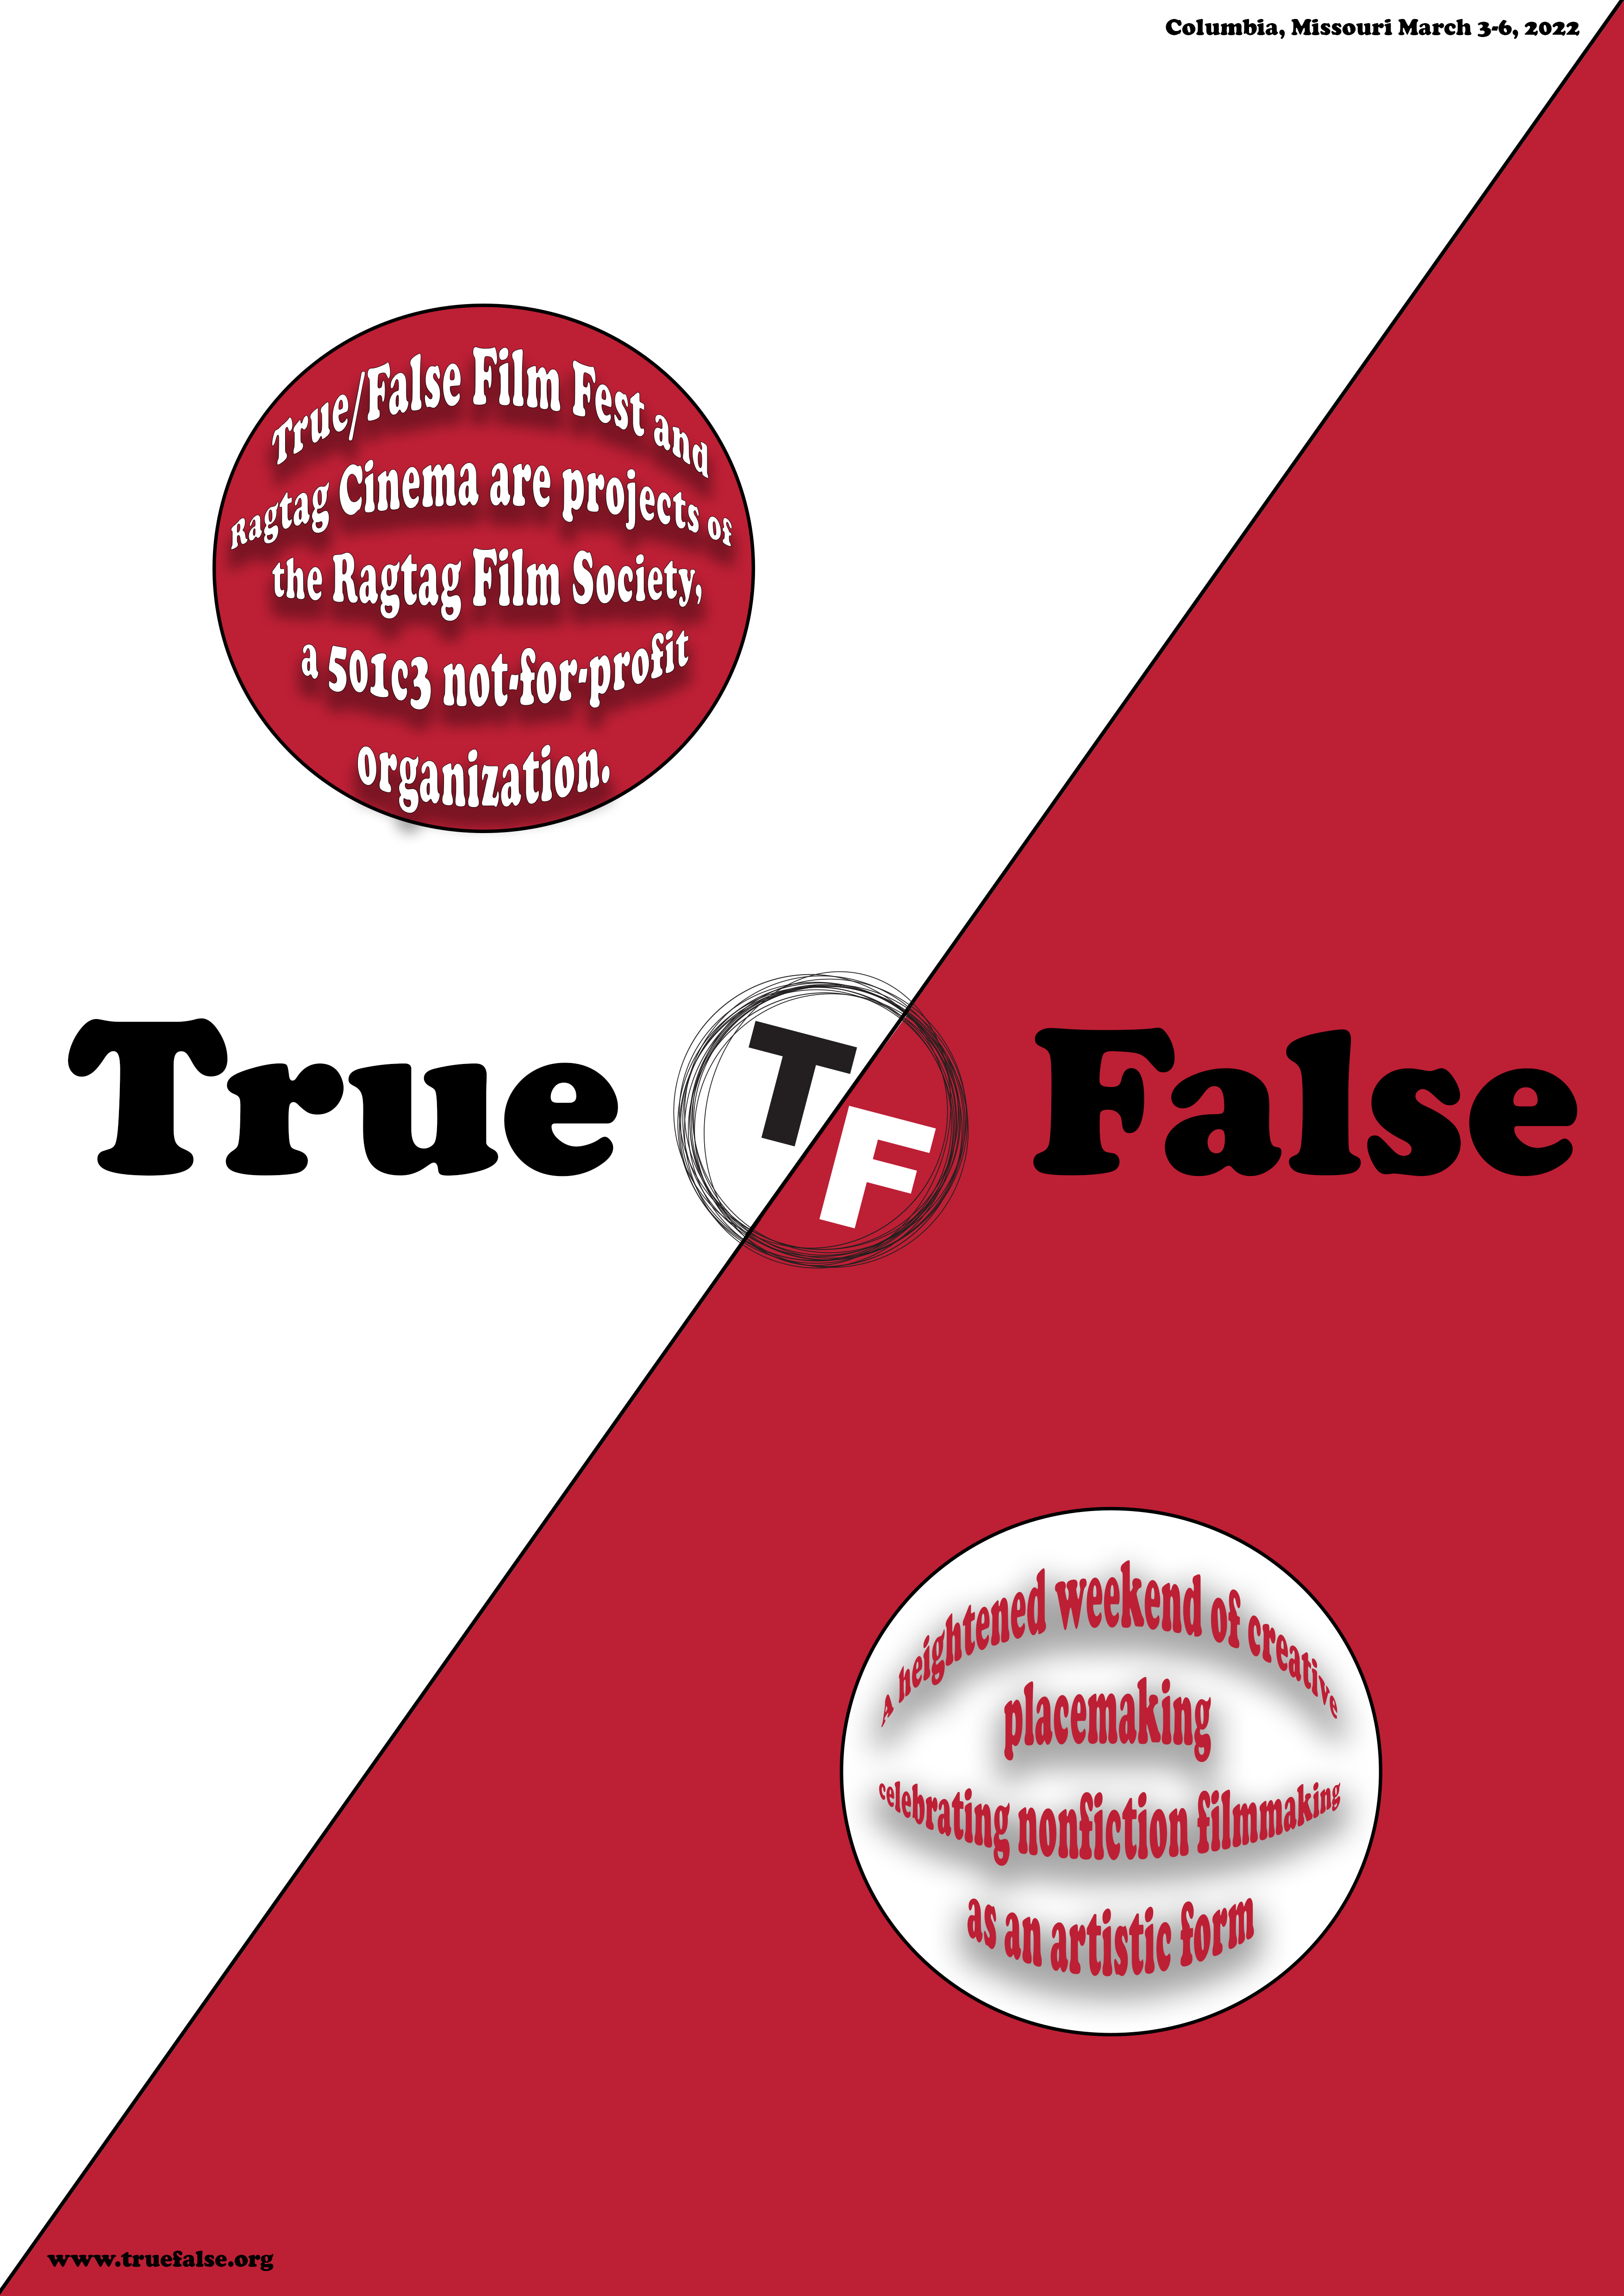 Columbia, Missouri March 3-6, 2022
True/False Film Fest and
Ragtag Cinema are projects of
the Ragtag Film Society,
a 501c3 not-for-profit
organization.
True
T
F
False
A heightened weekend of creative
placemaking
celebrating nonfiction filmmaking
as an artistic form
www.truefalse.org